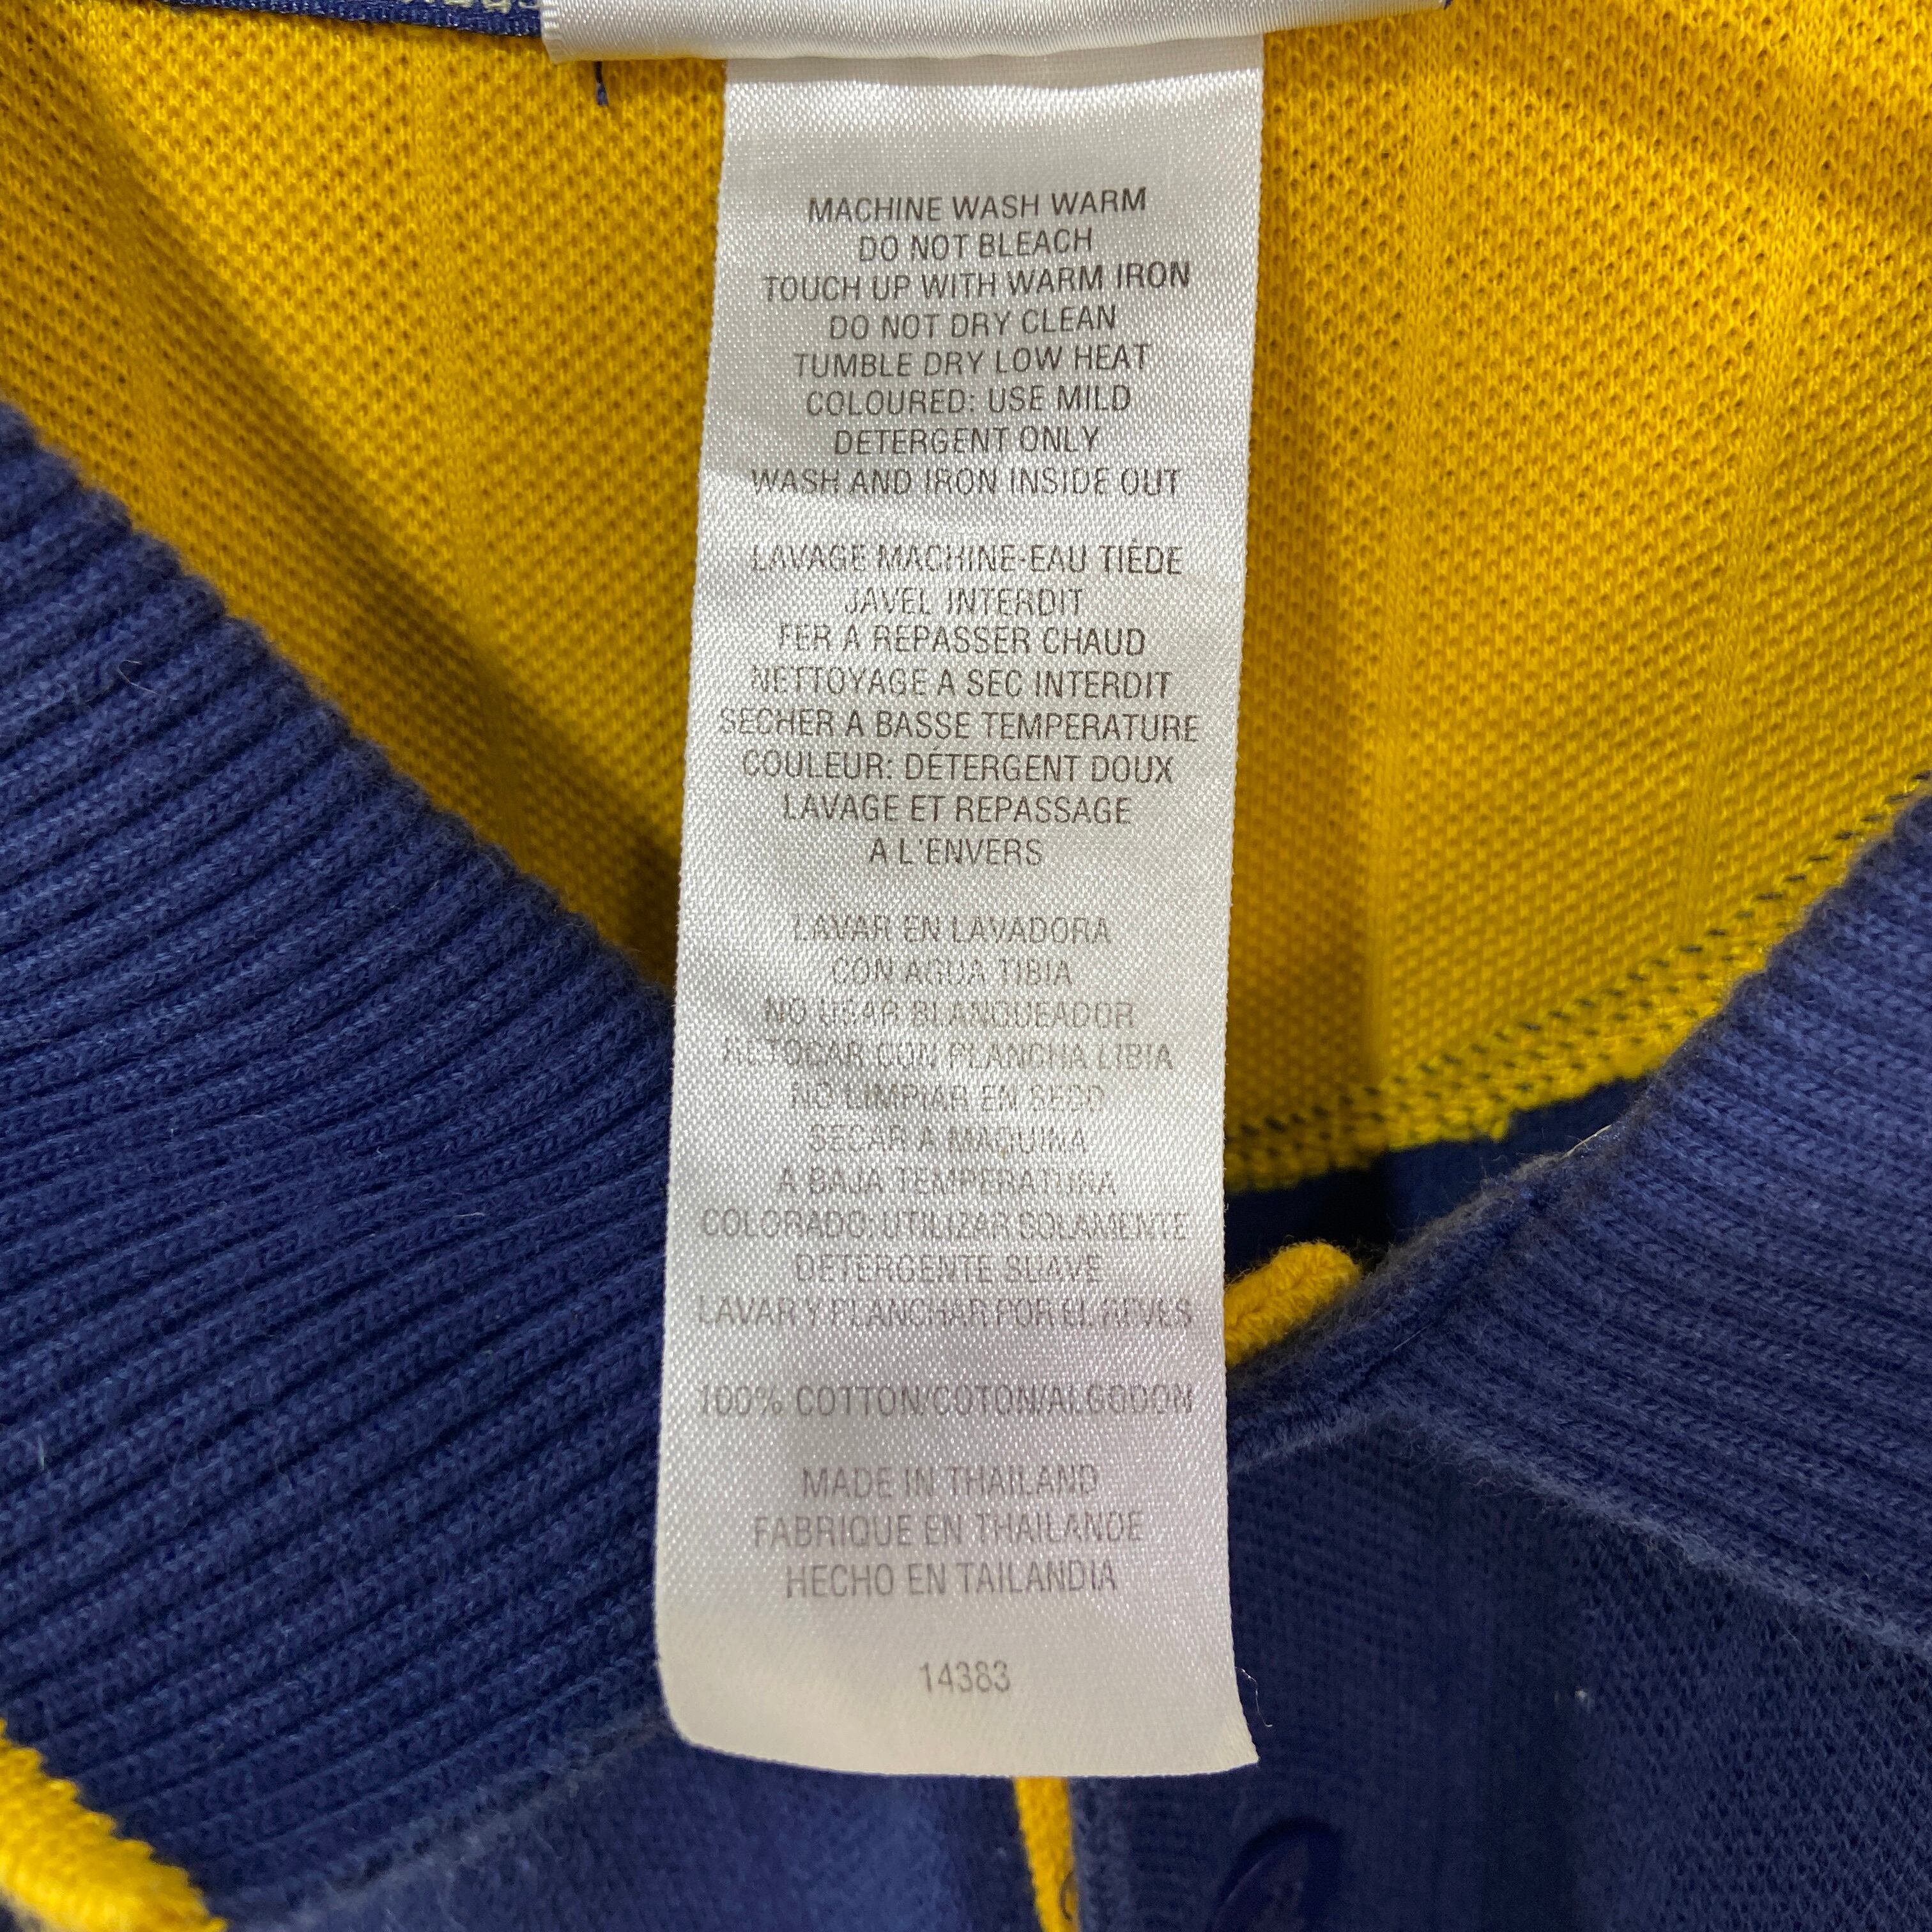 MACHINE WASH WARM
DO NOT BLEACH
TOUCH UP WITH WARM IRON
DO NOT DRY CLEAN
TUMBLE DRY LOW HEAT
COLOURED: USE MILD
DETERGENT ONLY
WASH AND IRON INSIDE OUT
LAVAGE MACHINE-EAU TIÉDE
JAVEL INTERDIT
FER A REPASSER CHAUD
NETTOYAGE A SEC INTERDIT
SECHER A BASSE TEMPERATURE
COULEUR: DÉTERGENT DOUX
LAVAGE ET REPASSAGE
A L'ENVERS
LAVAR EN LAVADORA
CON AGUA TIBIA
NO USAR BLANQUEADOR
CON PLANCHA
NO LIMPIAR EN SECO
SECAR A MAQUINA
A BAJA TEMPERATURA
COLORADO: UTILIZAR SOLAMENTE
DETERGENTE SUAVE
LAVAR Y PLANCHAR POR EL REVES
100% COTTON/COTON/ALGODON
MADE IN THAILAND
FABRIQUE EN THAILANDE
HECHO EN TAILANDIA
14383